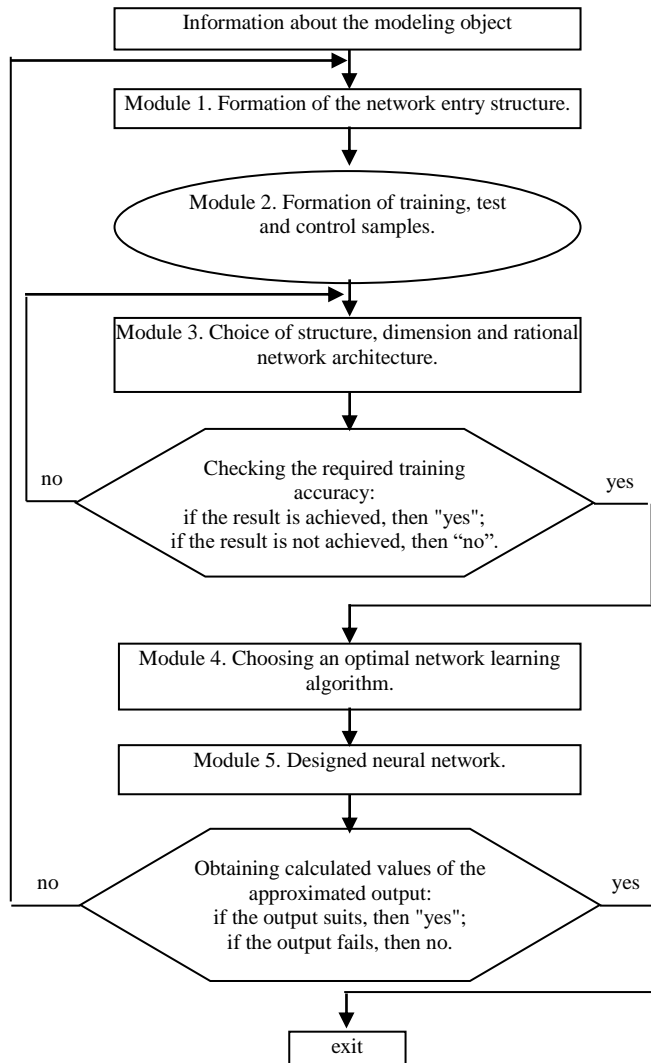 Information about the modeling object
Module 1. Formation of the network entry structure.
Module 2. Formation of training, test
and control samples.
Module 3. Choice of structure, dimension and rational
network architecture.
no
Checking the required training
accuracy:
if the result is achieved, then "yes";
if the result is not achieved, then “no”.
yes
Module 4. Choosing an optimal network learning
algorithm.
Module 5. Designed neural network.
no
Obtaining calculated values of the
approximated output:
if the output suits, then "yes";
if the output fails, then no.
yes
exit